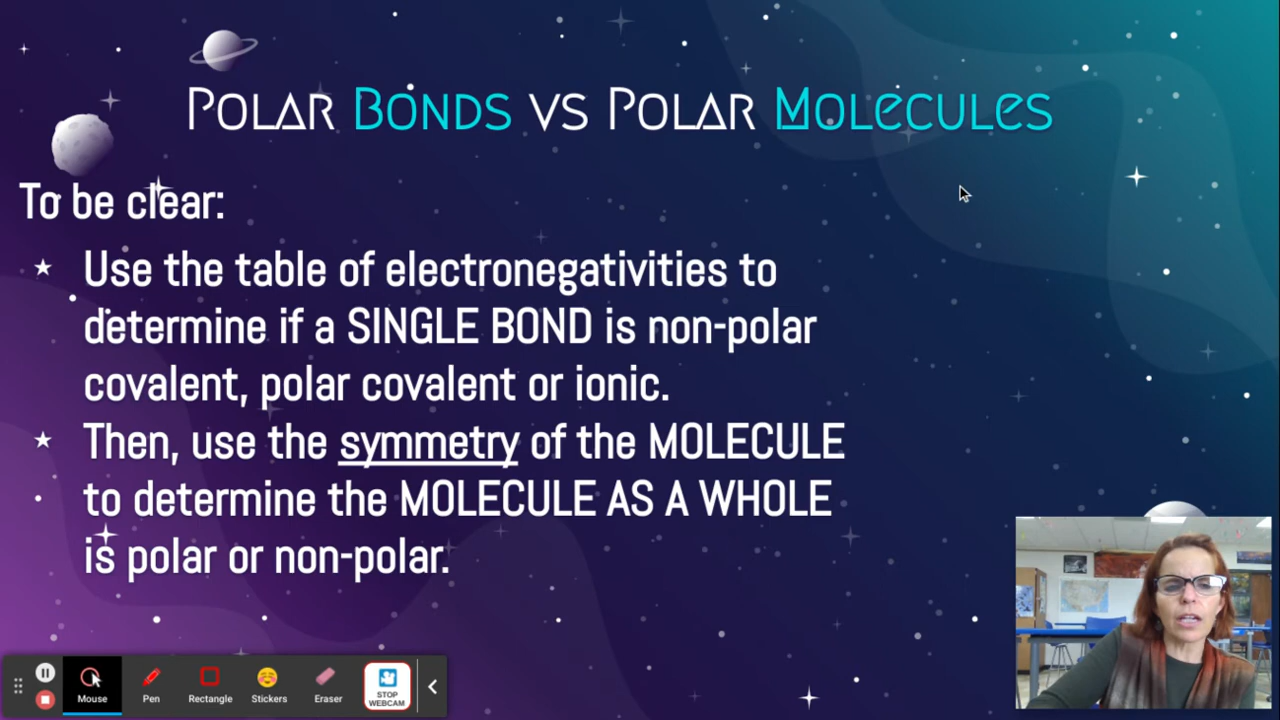 Polar Bonds vs Polar Molecules
To be clear:
Use the table of electronegativities to
determine if a SINGLE BOND is non-polar
covalent, polar covalent or ionic.
Then, use the symmetry of the MOLECULE
to determine the MOLECULE AS A WHOLE
is polar or non-polar.
Mouse
Pen
Rectangle
Stickers
Eraser
STOP
WEBCAM